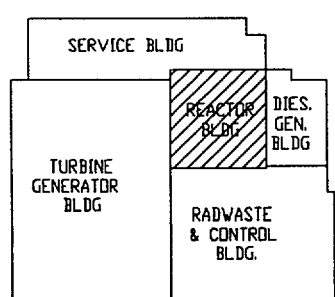 SERVICE BLDG
REACTOR
BLDG
DIES.
GEN.
BLDG
TURBINE
GENERATOR
BLDG
RADWASTE
& CONTROL
BLDG.